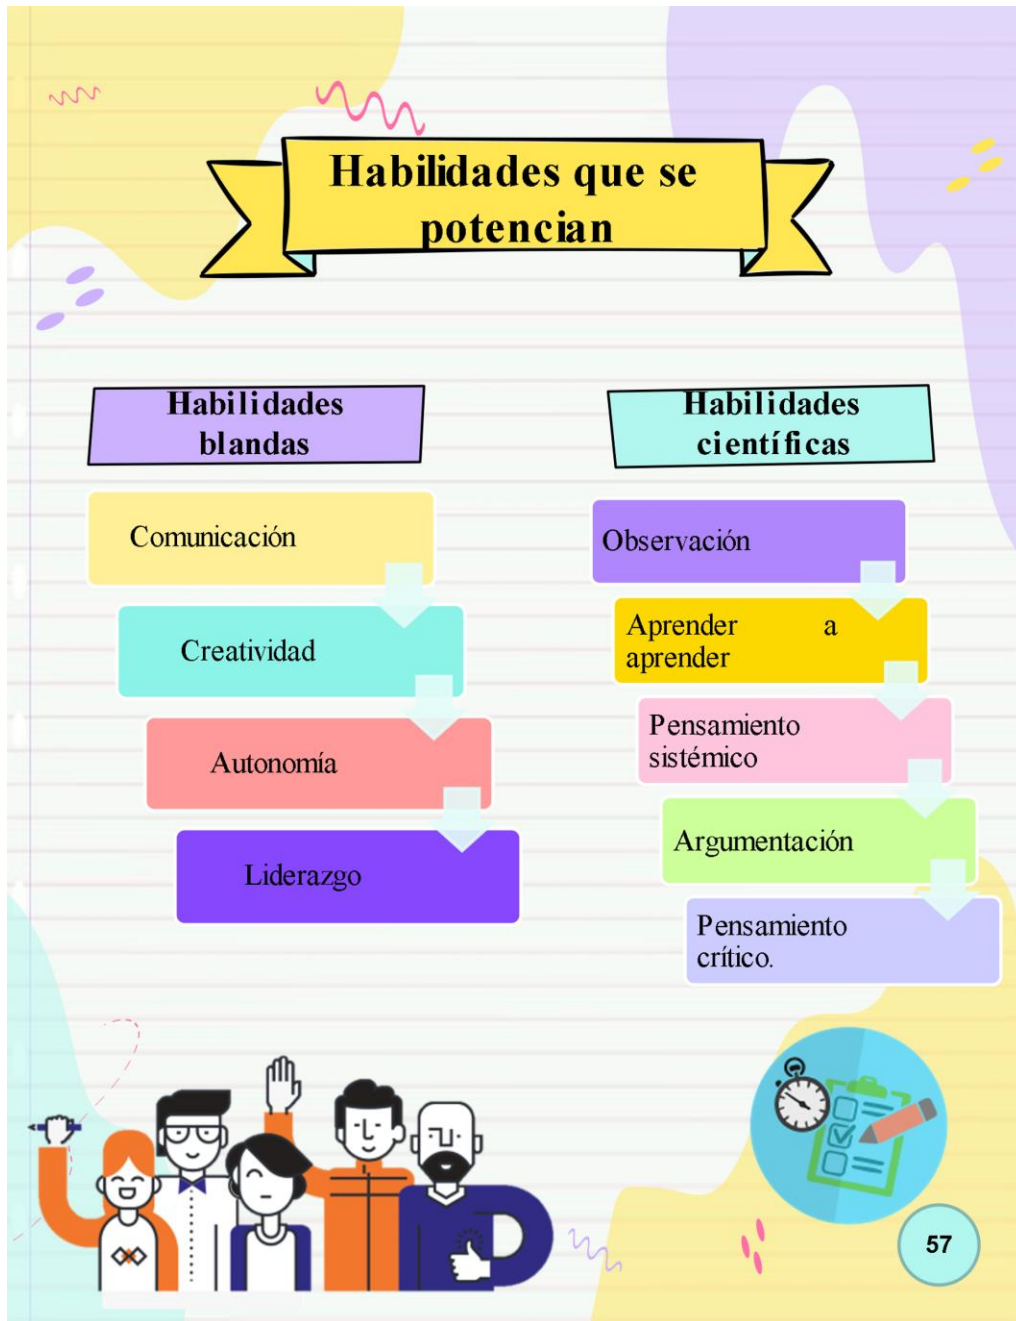 Habilidades que se
potencian
Habilidades
blandas
Comunicación
Creatividad
Autonomía
Liderazgo
Habilidades
científicas
Observación
Aprender a
aprender
Pensamiento
sistémico
Argumentación
Pensamiento
crítico.
57